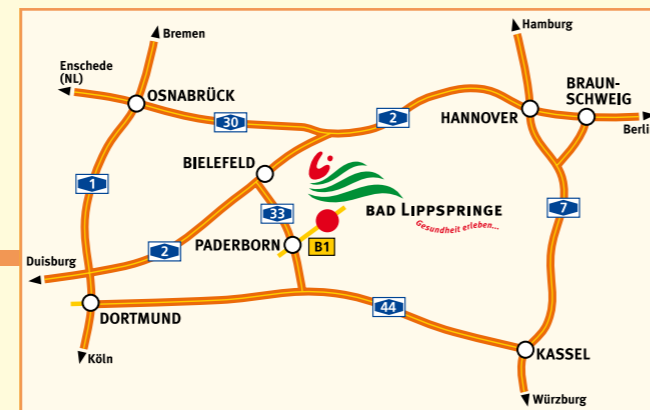 Hamburg
Bremen
Enschede
(NL)
OSNABRÜCK
BRAUN-
SCHWEIG
HANNOVER
Berlin
30
2
BIELEFELD
1
33
BAD LIPPSPRINGE
Gesundheit erleben...
7
PADERBORN
B1
2
Duisburg
DORTMUND
44
Köln
KASSEL
Würzburg